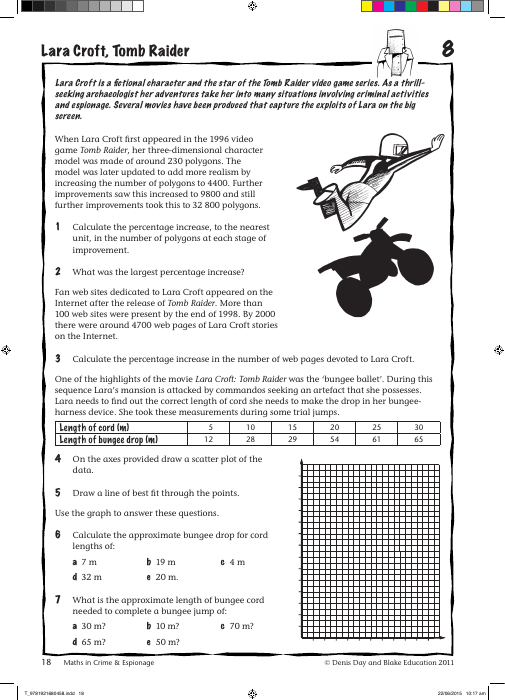 Lara Croft, Tomb Raider
8
Lara Croft is a fictional character and the star of the Tomb Raider video game series. As a thrill-
seeking archaeologist her adventures take her into many situations involving criminal activities
and espionage. Several movies have been produced that capture the exploits of Lara on the big
screen.
When Lara Croft first appeared in the 1996 video
game Tomb Raider, her three-dimensional character
model was made of around 230 polygons. The
model was later updated to add more realism by
increasing the number of polygons to 4400. Further
improvements saw this increased to 9800 and still
further improvements took this to 32 800 polygons.
1 Calculate the percentage increase, to the nearest
unit, in the number of polygons at each stage of
improvement.
2 What was the largest percentage increase?
Fan web sites dedicated to Lara Croft appeared on the
Internet after the release of Tomb Raider. More than
100 web sites were present by the end of 1998. By 2000
there were around 4700 web pages of Lara Croft stories
on the Internet.
3 Calculate the percentage increase in the number of web pages devoted to Lara Croft.
One of the highlights of the movie Lara Croft: Tomb Raider was the 'bungee ballet'. During this
sequence Lara's mansion is attacked by commandos seeking an artefact that she possesses.
Lara needs to find out the correct length of cord she needs to make the drop in her bungee-
harness device. She took these measurements during some trial jumps.
Length of cord (m) 5 10 15 20 25 30
Length of bungee drop (m) 12 28 29 54 61 65
4 On the axes provided draw a scatter plot of the
data.
5 Draw a line of best fit through the points.
Use the graph to answer these questions.
6 Calculate the approximate bungee drop for cord
lengths of:
a 7 m b 19 m c 4 m
d 32 m e 20 m.
7 What is the approximate length of bungee cord
needed to complete a bungee jump of:
a 30 m? b 10 m? c 70 m?
d 65 m? e 50 m?
18 Maths in Crime & Espionage
© Denis Day and Blake Education 2011
T_9781921680458.indd 18
22/06/2015 10:17 am